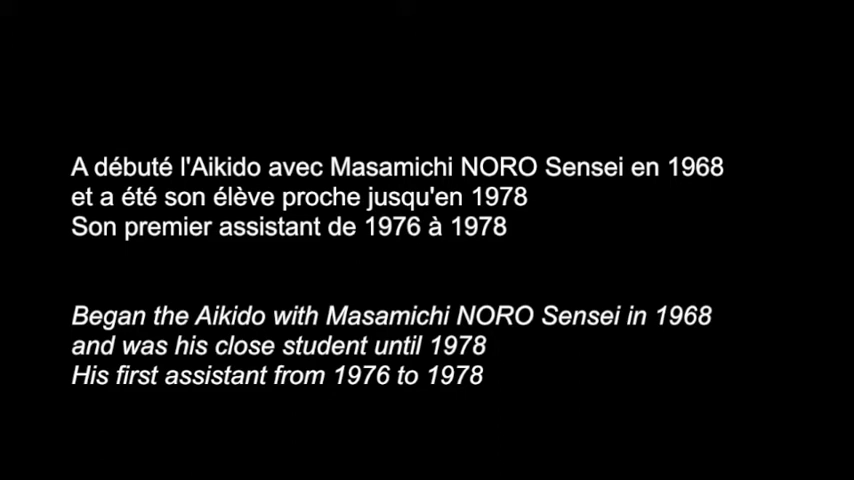 A débuté l'Aikido avec Masamichi NORO Sensei en 1968
et a été son élève proche jusqu'en 1978
Son premier assistant de 1976 à 1978
Began the Aikido with Masamichi NORO Sensei in 1968
and was his close student until 1978
His first assistant from 1976 to 1978